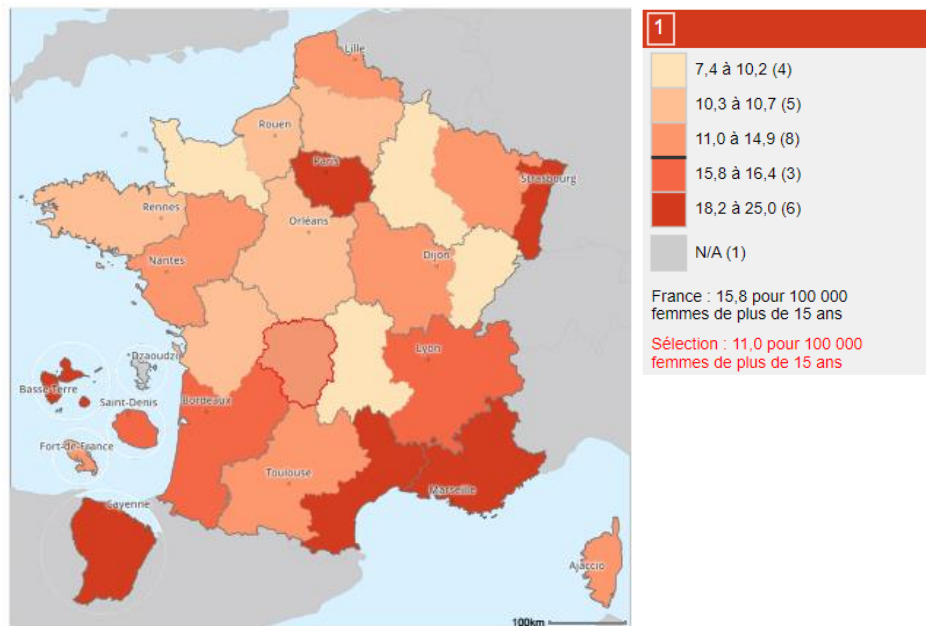 Lille
Rouen
Paris
Strasbourg
Rennes
Orléans
Nantes
Dijon
Lyon
Dzaoudzi
Basse-Terre
Saint-Denis
Bordeaux
Fort-de-France
Toulouse
Marseille
Cayenne
Ajaccio
100km
1
7,4 à 10,2 (4)
10,3 à 10,7 (5)
11,0 à 14,9 (8)
15,8 à 16,4 (3)
18,2 à 25,0 (6)
N/A (1)
France : 15,8 pour 100 000
femmes de plus de 15 ans
Sélection : 11,0 pour 100 000
femmes de plus de 15 ans